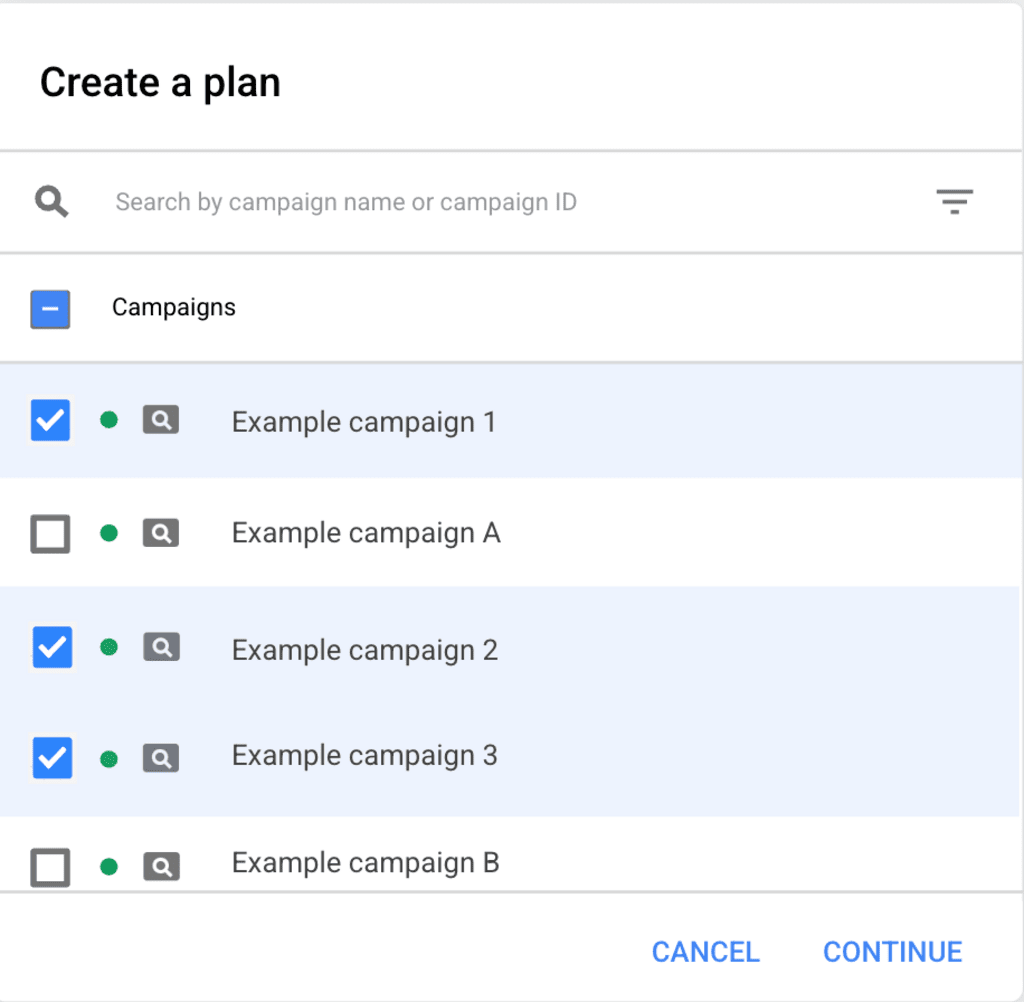 Create a plan
Search by campaign name or campaign ID
Campaigns
Example campaign 1
Example campaign A
Example campaign 2
Example campaign 3
Example campaign B
CANCEL CONTINUE